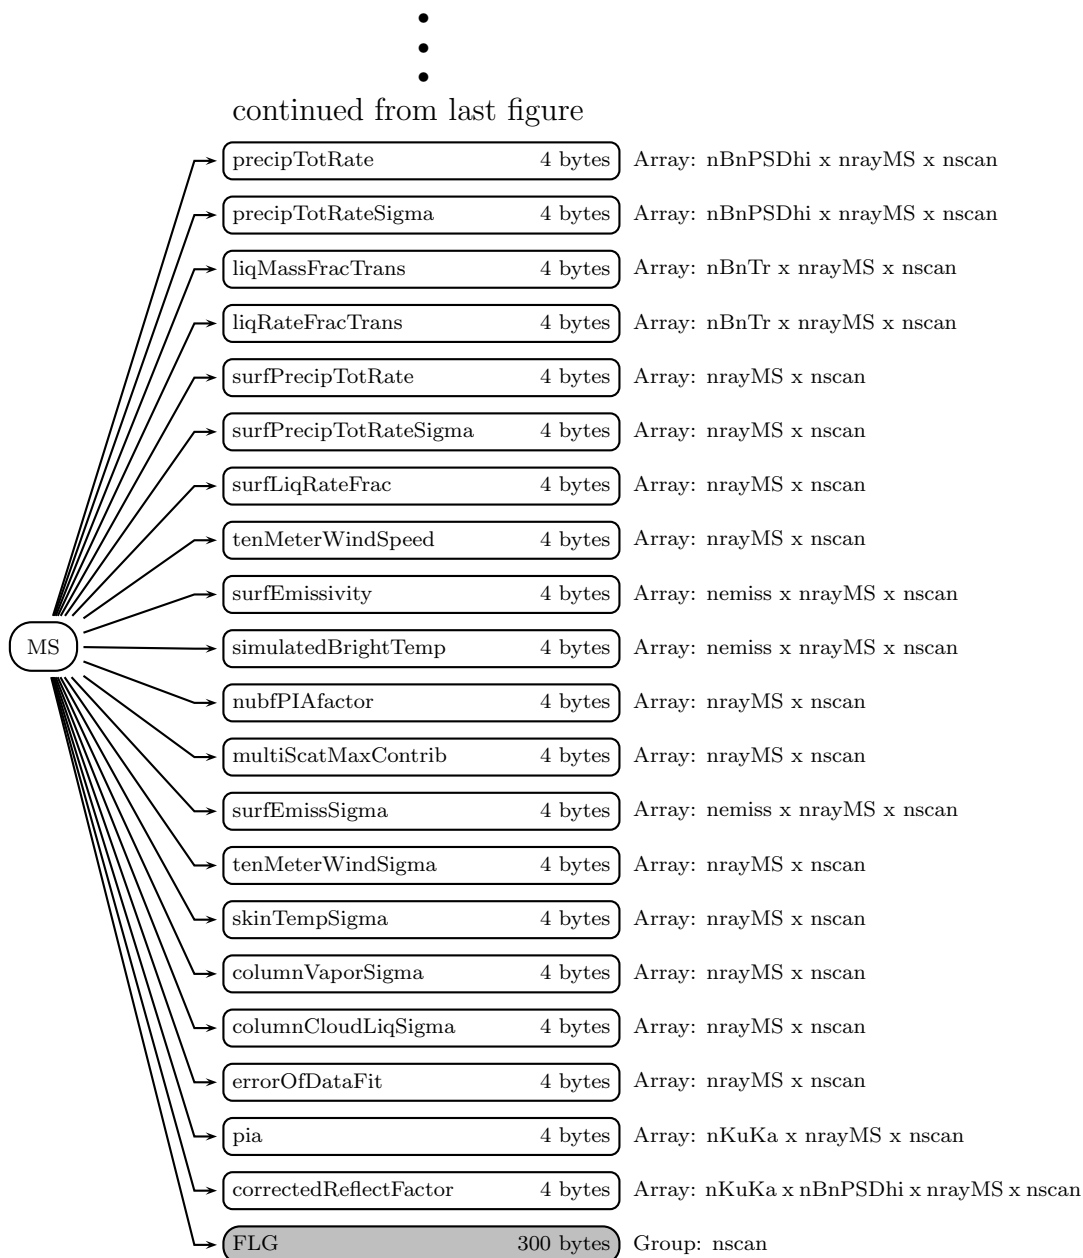 continued from last figure
precipTotRate 4 bytes Array: nBnPSDhi x nrayMS x nscan
precipTotRateSigma 4 bytes Array: nBnPSDhi x nrayMS x nscan
liqMassFracTrans 4 bytes Array: nBnTr x nrayMS x nscan
liqRateFracTrans 4 bytes Array: nBnTr x nrayMS x nscan
surfPrecipTotRate 4 bytes Array: nrayMS x nscan
surfPrecipTotRateSigma 4 bytes Array: nrayMS x nscan
surfLiqRateFrac 4 bytes Array: nrayMS x nscan
tenMeterWindSpeed 4 bytes Array: nrayMS x nscan
surfEmissivity 4 bytes Array: nemiss x nrayMS x nscan
MS
simulatedBrightTemp 4 bytes Array: nemiss x nrayMS x nscan
nubfPIAfactor 4 bytes Array: nrayMS x nscan
multiScatMaxContrib 4 bytes Array: nrayMS x nscan
surfEmissSigma 4 bytes Array: nemiss x nrayMS x nscan
tenMeterWindSigma 4 bytes Array: nrayMS x nscan
skinTempSigma 4 bytes Array: nrayMS x nscan
columnVaporSigma 4 bytes Array: nrayMS x nscan
columnCloudLiqSigma 4 bytes Array: nrayMS x nscan
errorOfDataFit 4 bytes Array: nrayMS x nscan
pia 4 bytes Array: nKuKa x nrayMS x nscan
correctedReflectFactor 4 bytes Array: nKuKa x nBnPSDhi x nrayMS x nscan
FLG 300 bytes Group: nscan